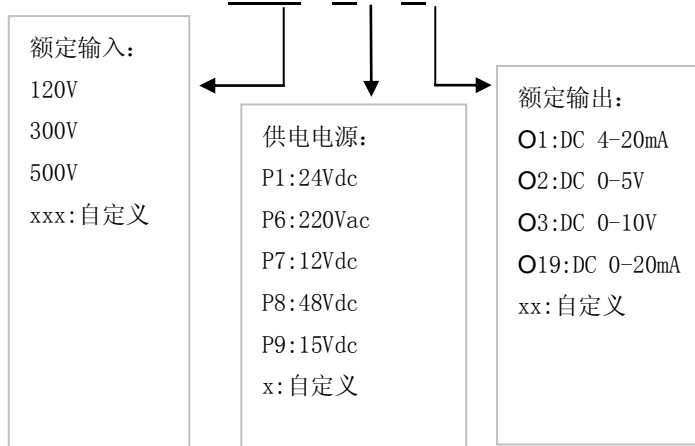 额定输入：
120V
300V
500V
xxx:自定义
供电电源：
P1:24Vdc
P6:220Vac
P7:12Vdc
P8:48Vdc
P9:15Vdc
x:自定义
额定输出：
O1:DC 4-20mA
O2:DC 0-5V
O3:DC 0-10V
O19:DC 0-20mA
xx:自定义